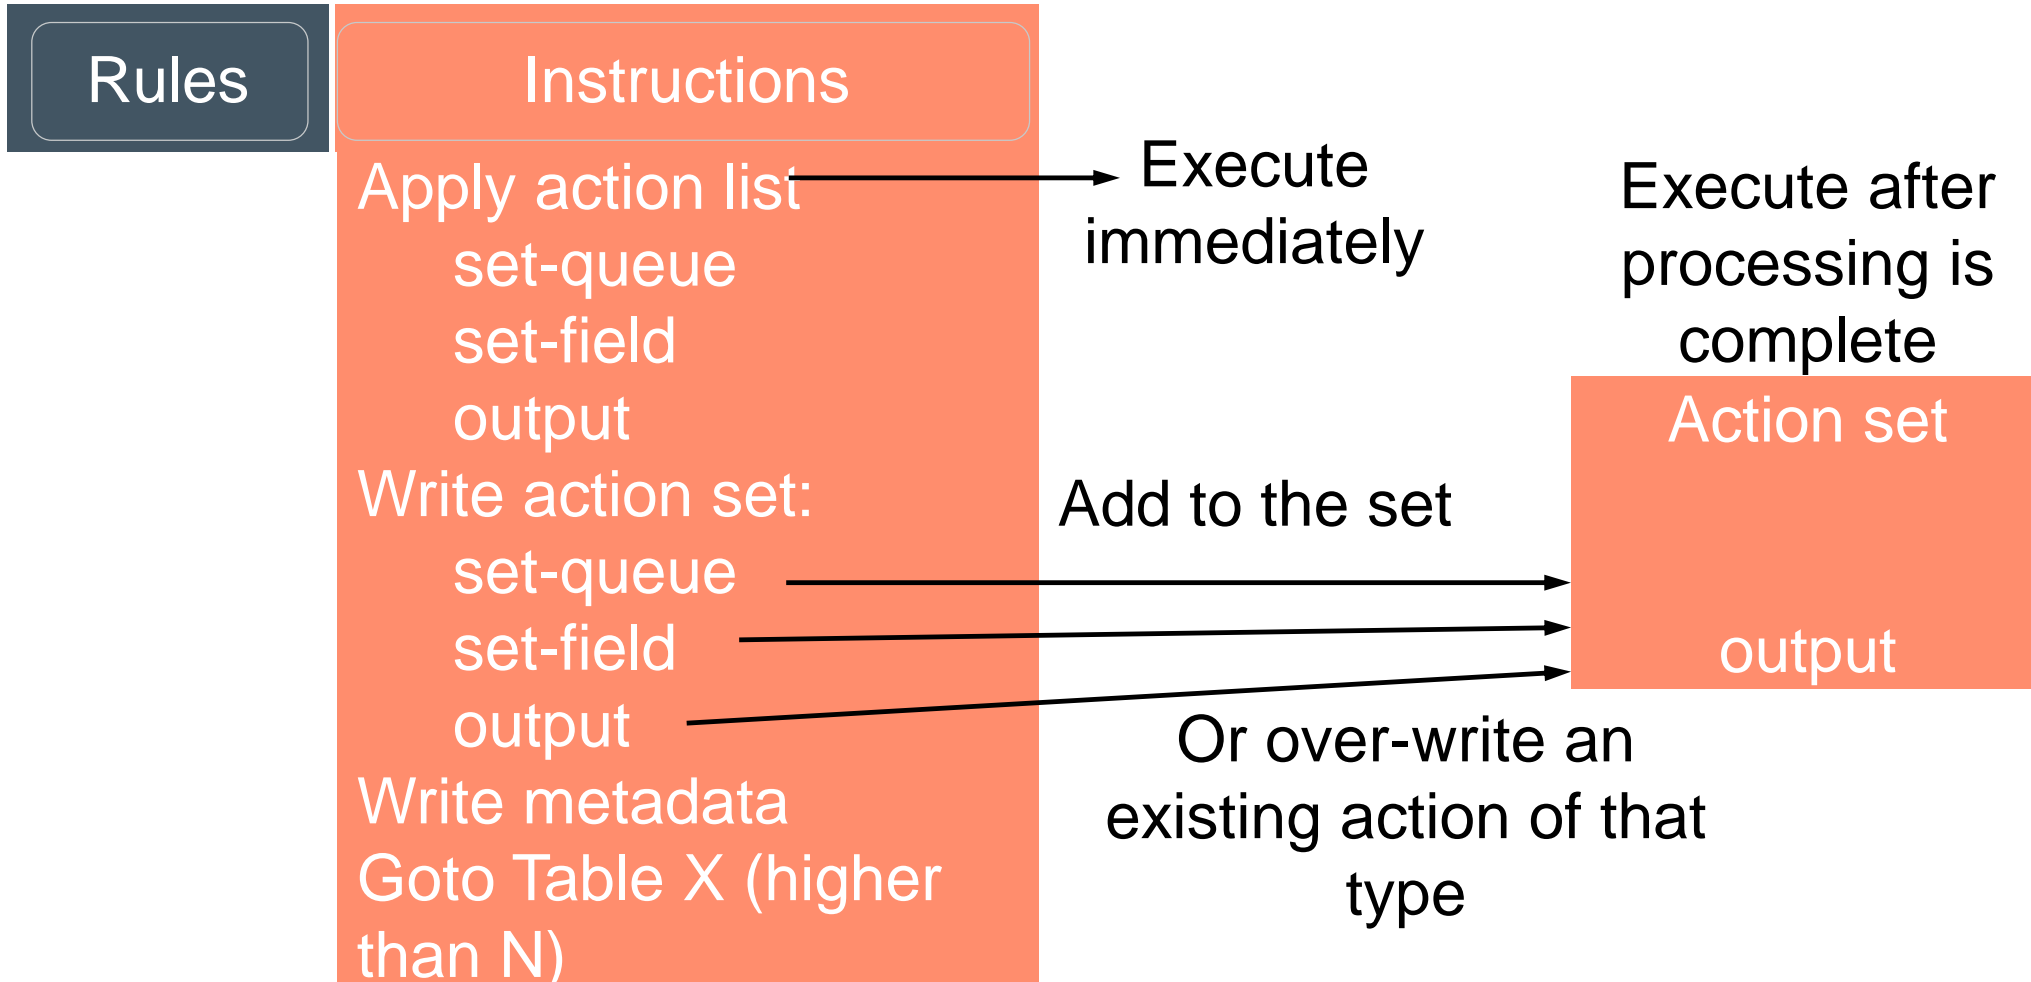 Rules
Instructions
Apply action list
set-queue
set-field
output
Write action set:
set-queue
set-field
output
Write metadata
Goto Table X (higher
than N)
Execute
immediately
Add to the set
Or over-write an
existing action of that
type
Execute after
processing is
complete
Action set
output